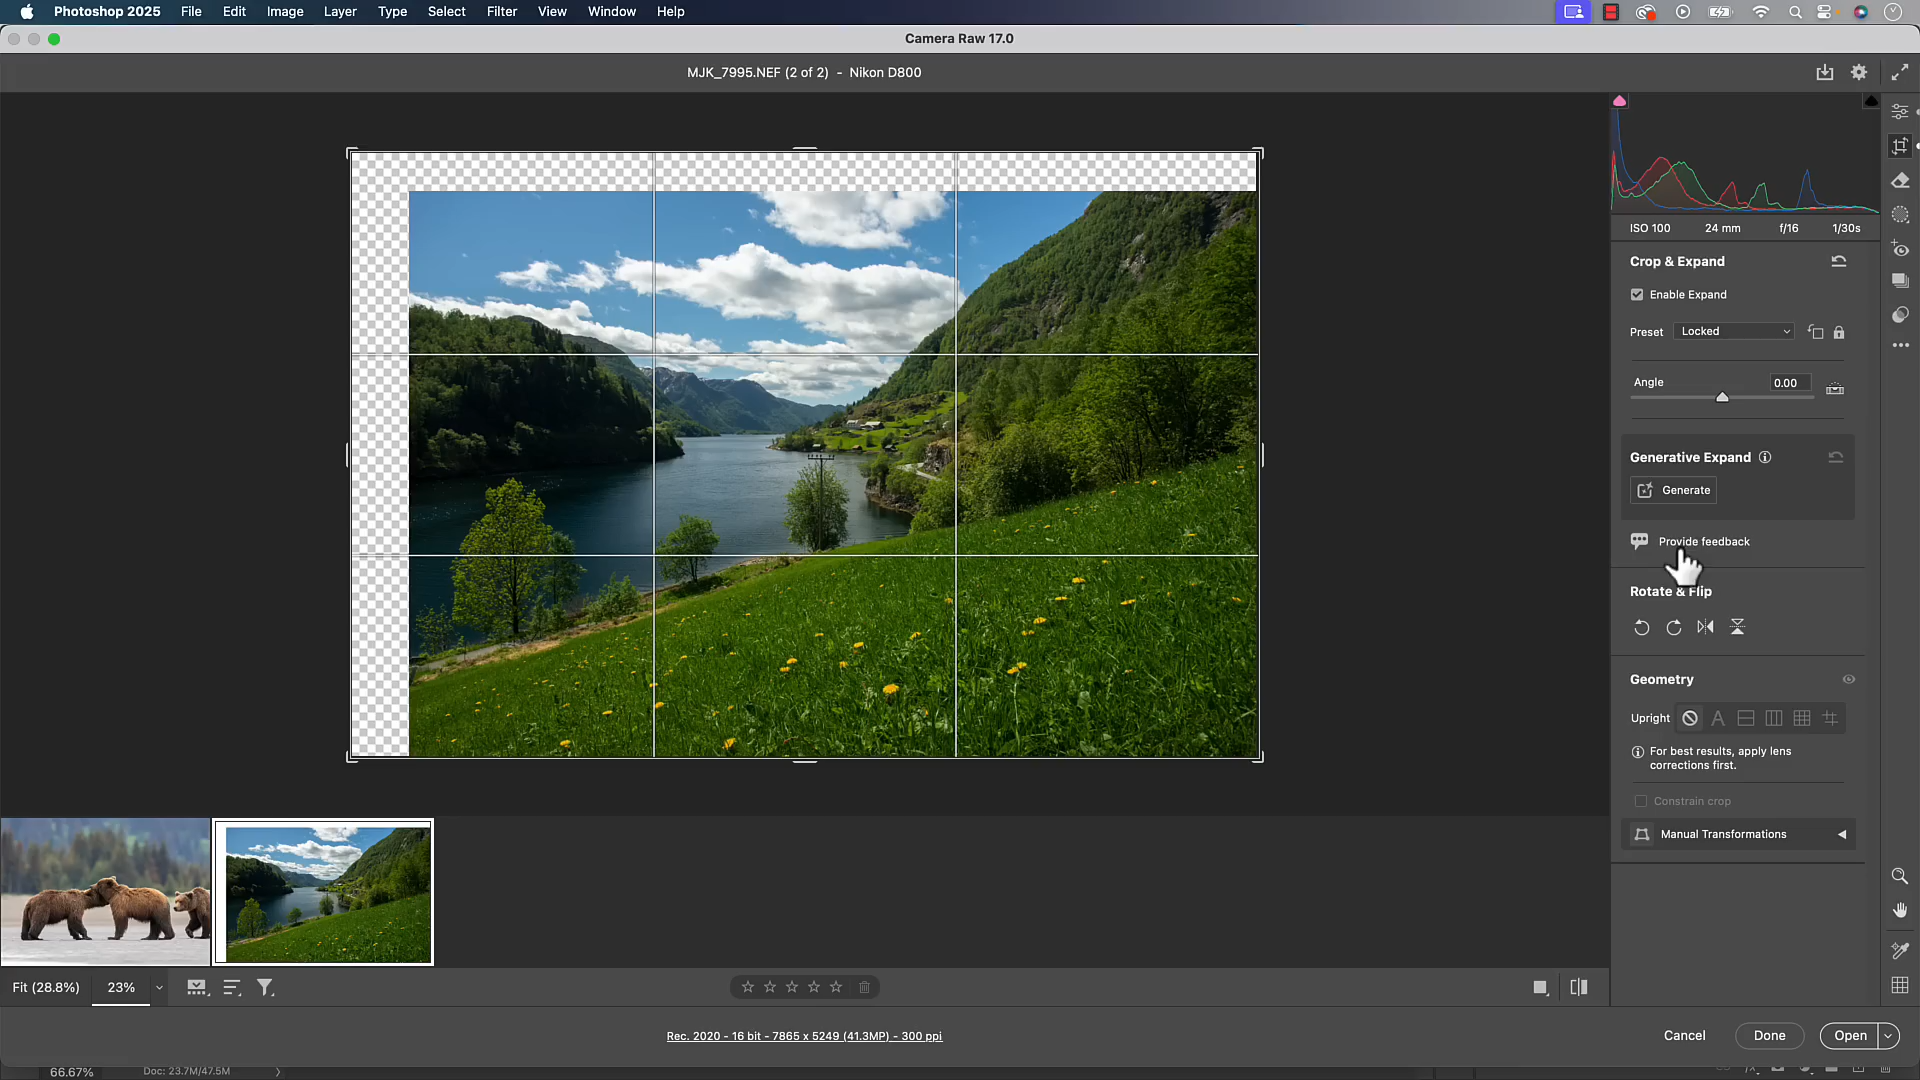 Photoshop 2025 File Edit Image Layer Type Select Filter View Window Help
Camera Raw 17.0
MJK_7995.NEF (2 of 2) - Nikon D800
ISO 100 24 mm f/16 1/30s
Crop & Expand
Enable Expand
Preset Locked
Angle 0.00
Generative Expand
Generate
Provide feedback
Rotate & Flip
Geometry
Upright A
For best results, apply lens
corrections first.
Constrain crop
Manual Transformations
Fit (28.8%) 23%
Rec. 2020 - 16 bit - 7865 x 5249 (41.3MP) - 300 ppi
Cancel Done Open
66.67% Doc: 23.7M/47.5M